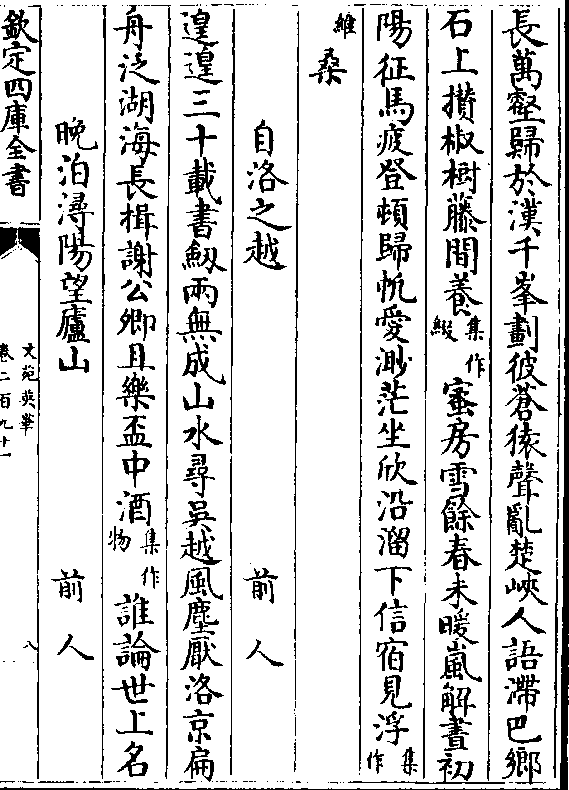 長萬壑歸於漢千峯劃彼蒼猿聲亂楚峽人語滯巴鄉
石上攅椒樹藤間養集作綴蜜房雪餘春未暖嵐解晝初
陽征馬疲登頓歸帆愛渺茫坐欣沿溜下信宿見浮集作
維桑
自洛之越 前人
遑遑三十載書劒兩無成山水尋吳越風塵厭洛京扁
舟泛湖海長揖謝公卿且樂盃中酒集作物誰論世上名
晩泊潯陽望廬山 前人
欽定四庫全書
文苑英華
卷二百九十一
八